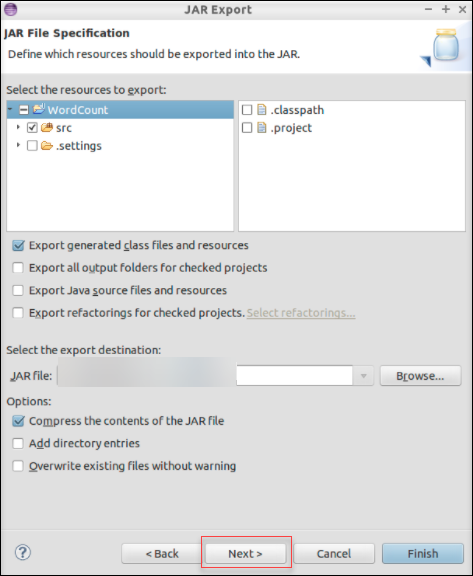 JAR Export
JAR File Specification
Define which resources should be exported into the JAR.
Select the resources to export:
WordCount
src
.settings
.classpath
.project
Export generated class files and resources
Export all output folders for checked projects
Export Java source files and resources
Export refactorings for checked projects. Select refactorings...
Select the export destination:
JAR file:
Browse...
Options:
Compress the contents of the JAR file
Add directory entries
Overwrite existing files without warning
? < Back Next > Cancel Finish